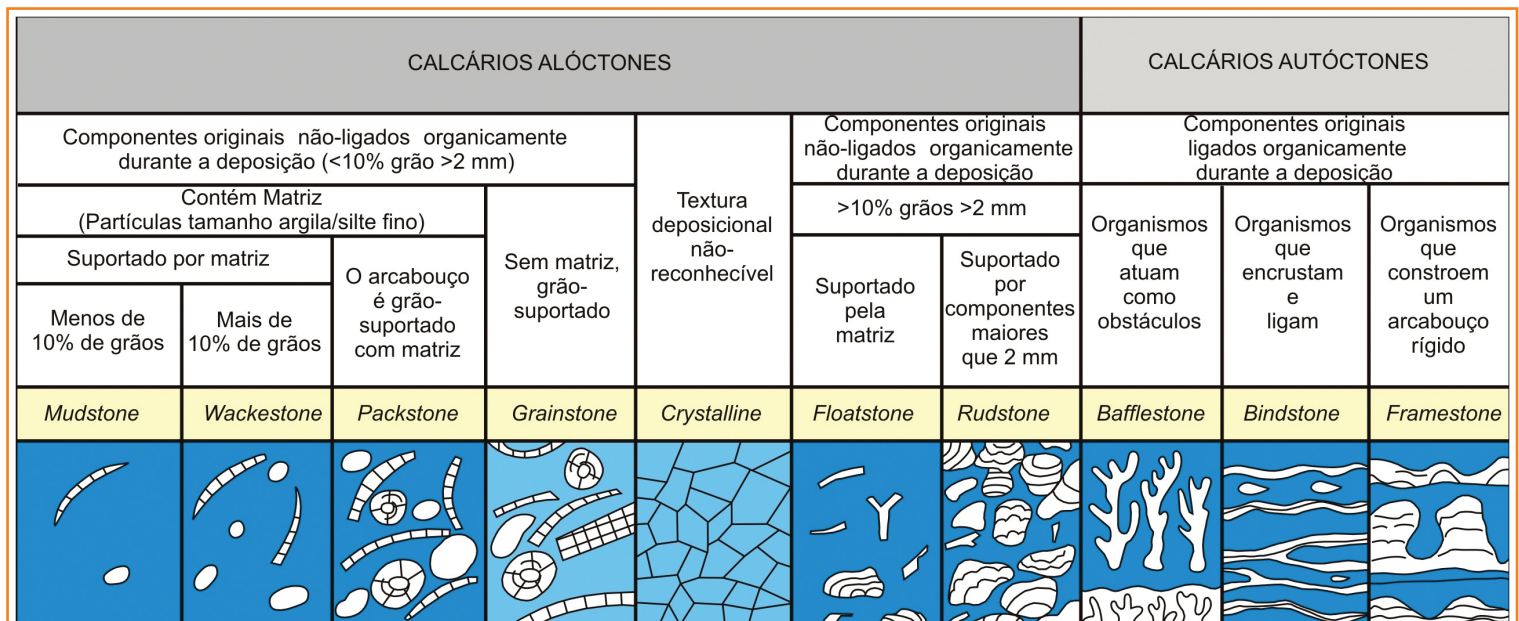 CALCÁRIOS ALÓCTONES
CALCÁRIOS AUTÓCTONES
Componentes originais não-ligados organicamente
durante a deposição (<10% grão >2 mm)
Contém Matriz
(Partículas tamanho argila/silte fino)
Suportado por matriz
Menos de
10% de grãos
Mais de
10% de grãos
O arcabouço
é grão-
suportado
com matriz
Sem matriz,
grão-
suportado
Textura
deposicional
não-
reconhecível
Componentes originais
não-ligados organicamente
durante a deposição
>10% grãos >2 mm
Suportado
pela
matriz
Suportado
por
componentes
maiores
que 2 mm
Componentes originais
ligados organicamente
durante a deposição
Organismos
que
atuam
como
obstáculos
Organismos
que
encrustam
e
ligam
Organismos
que
constroem
um
arcabouço
rígido
Mudstone
Wackestone
Packstone
Grainstone
Crystalline
Floatstone
Rudstone
Bafflestone
Bindstone
Framestone